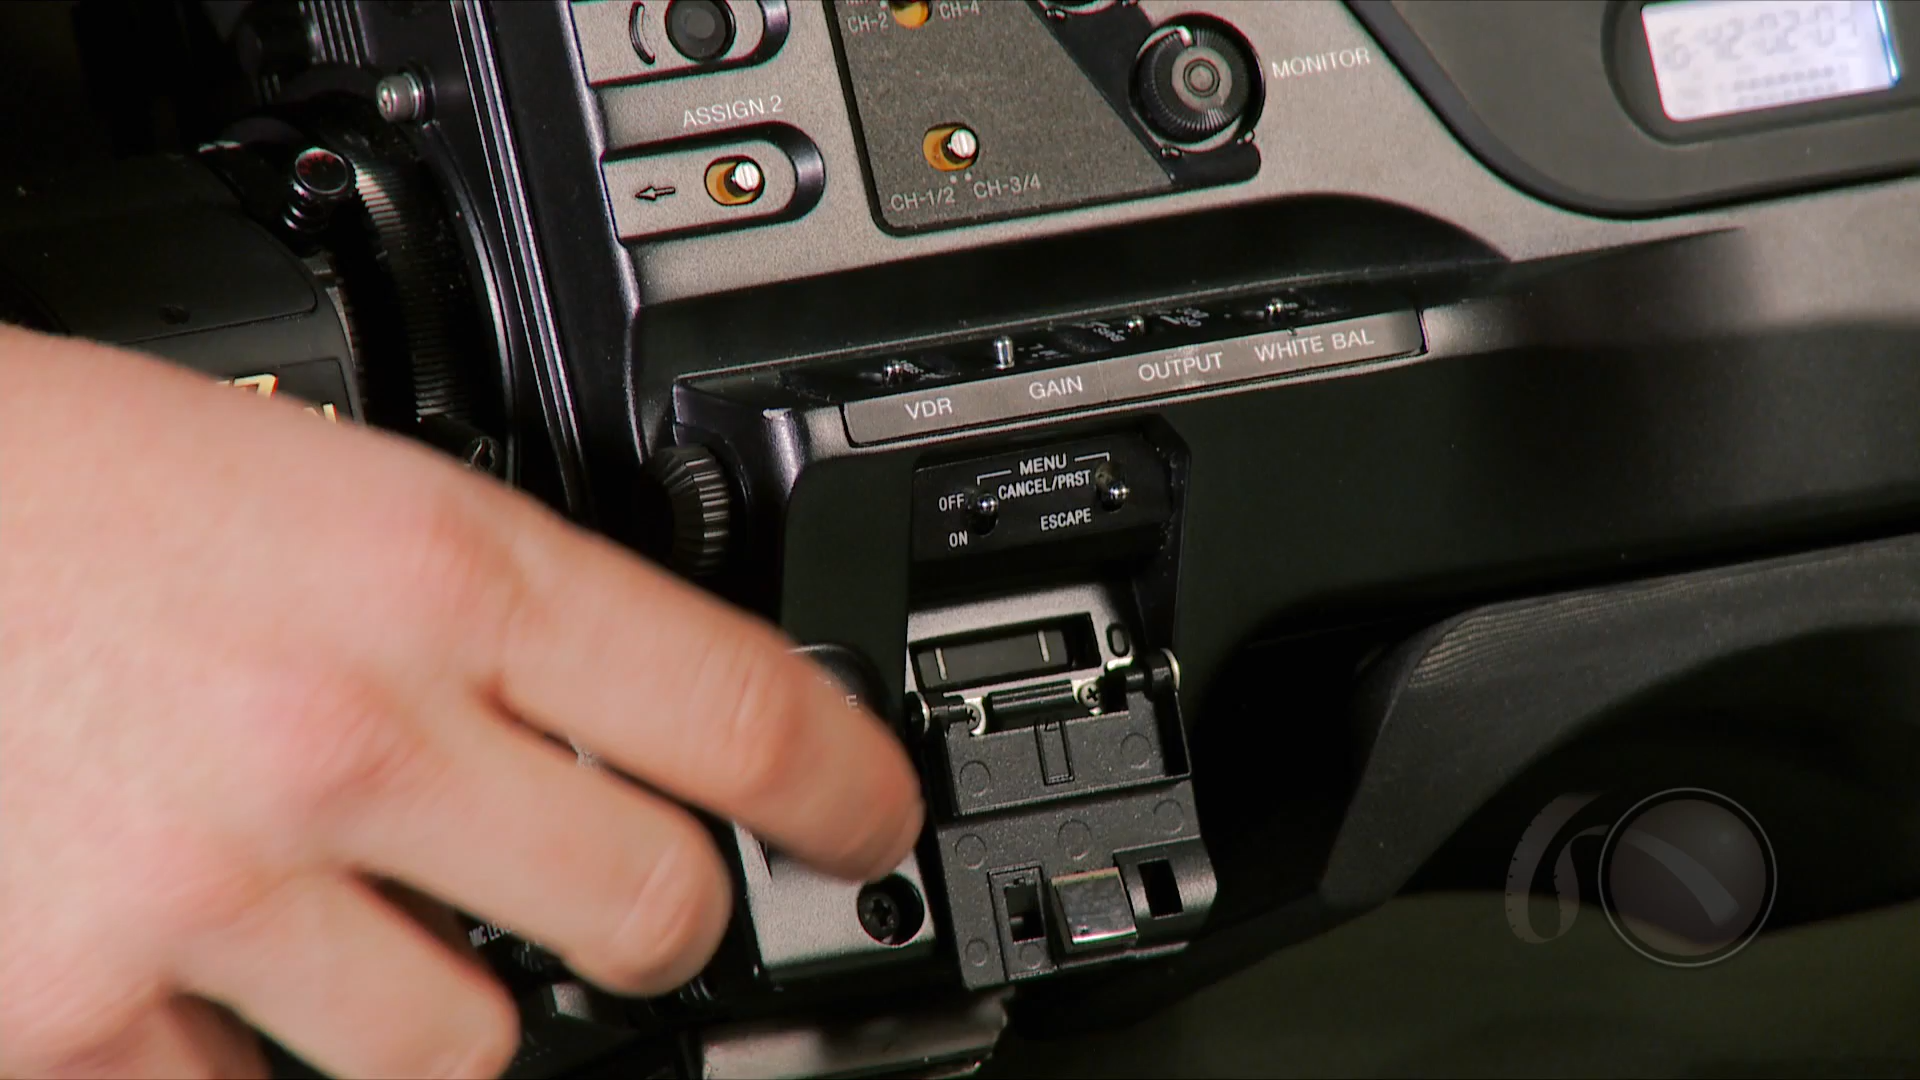 CH-2 CH-4
MONITOR
ASSIGN 2
CH-1/2 CH-3/4
VDR GAIN OUTPUT WHITE BAL
MENU
OFF CANCEL/PRST
ON ESCAPE